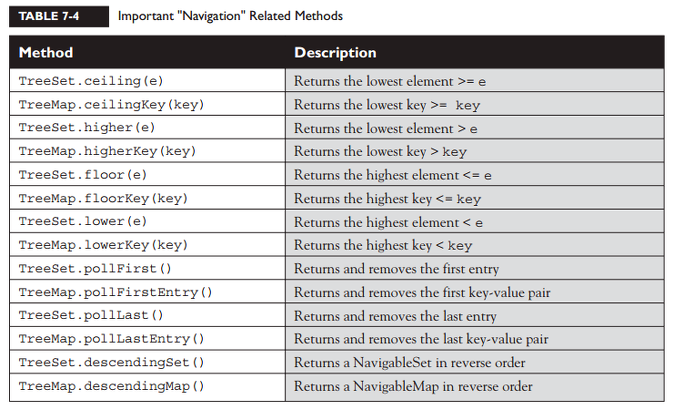 TABLE 7-4 Important "Navigation" Related Methods
Method Description
TreeSet.ceiling(e) Returns the lowest element >= e
TreeMap.ceilingKey(key) Returns the lowest key >= key
TreeSet.higher(e) Returns the lowest element > e
TreeMap.higherKey(key) Returns the lowest key > key
TreeSet.floor(e) Returns the highest element <= e
TreeMap.floorKey(key) Returns the highest key <= key
TreeSet.lower(e) Returns the highest element < e
TreeMap.lowerKey(key) Returns the highest key < key
TreeSet.pollFirst() Returns and removes the first entry
TreeMap.pollFirstEntry() Returns and removes the first key-value pair
TreeSet.pollLast() Returns and removes the last entry
TreeMap.pollLastEntry() Returns and removes the last key-value pair
TreeSet.descendingSet() Returns a NavigableSet in reverse order
TreeMap.descendingMap() Returns a NavigableMap in reverse order